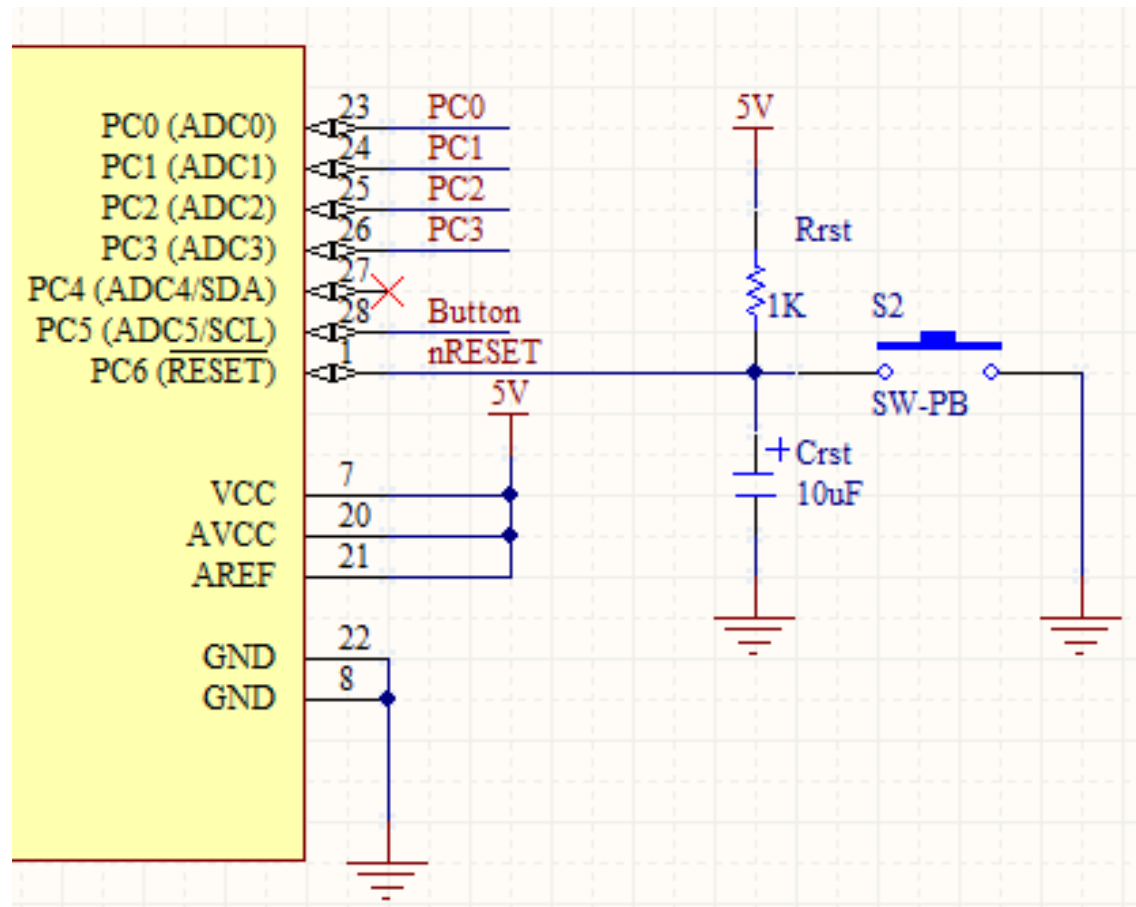 PC0 (ADC0) 23 PC0
PC1 (ADC1) 24 PC1
PC2 (ADC2) 25 PC2
PC3 (ADC3) 26 PC3
PC4 (ADC4/SDA) 27
PC5 (ADC5/SCL) 28 Button
PC6 (RESET) 1 nRESET
5V
VCC 7
AVCC 20
AREF 21
GND 22
GND 8
5V
Rrst
1K
S2
SW-PB
+ Crst
10uF